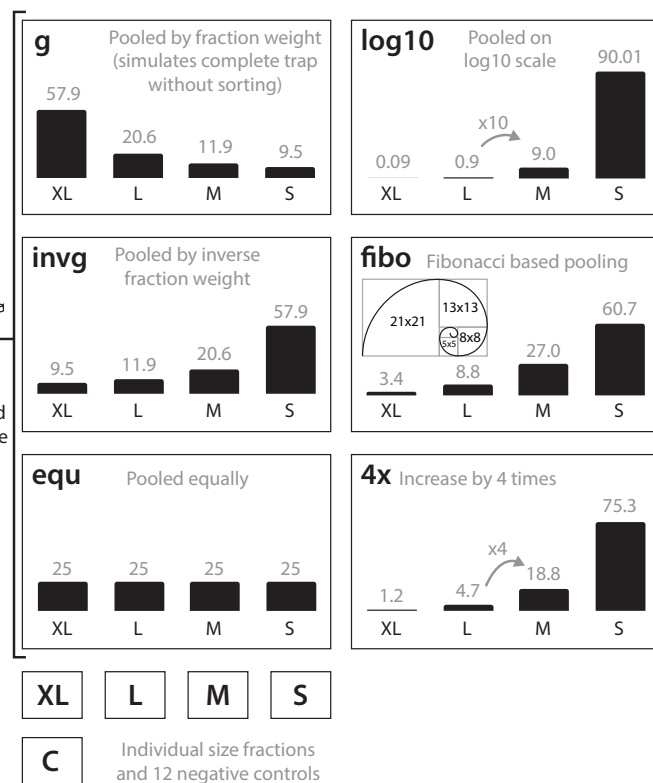 g
Pooled by fraction weight
(simulates complete trap
without sorting)
57.9
20.6
11.9
9.5
XL L M S
log10
Pooled on
log10 scale
90.01
x10
0.09
0.9
9.0
XL L M S
invg
Pooled by inverse
fraction weight
57.9
20.6
9.5
11.9
XL L M S
fibo
Fibonacci based pooling
21x21
13x13
5x5
8x8
60.7
27.0
3.4
8.8
XL L M S
equ
Pooled equally
25 25 25 25
XL L M S
4x
Increase by 4 times
75.3
x4
1.2
4.7
18.8
XL L M S
XL L M S
C
Individual size fractions
and 12 negative controls